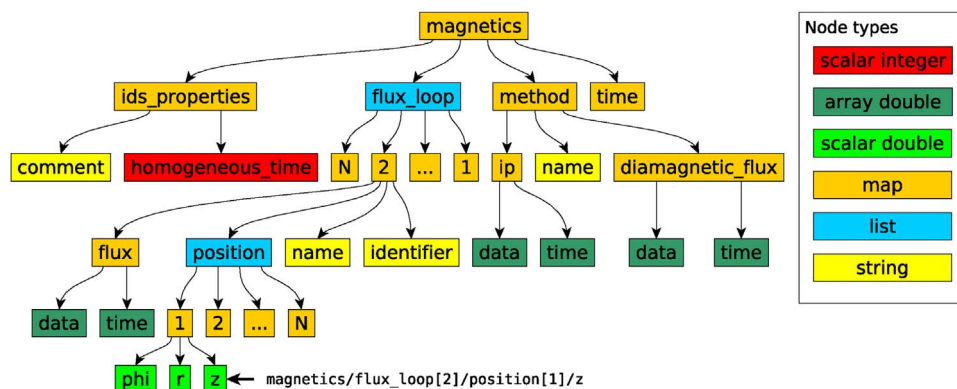 magnetics
Node types
scalar integer
array double
scalar double
map
list
string
ids_properties flux_loop method time
comment homogeneous_time N 2 ... 1 ip name diamagnetic_flux
flux position name identifier data time data time
data time 1 2 ... N
phi r z magnetics/flux_loop[2]/position[1]/z